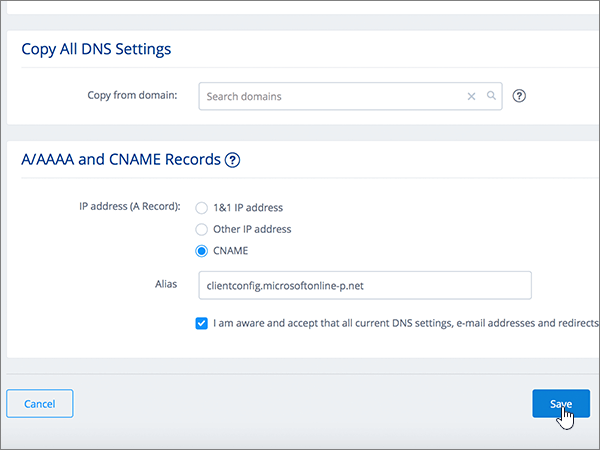 Copy All DNS Settings
Copy from domain:
Search domains
A/AAAA and CNAME Records
IP address (A Record):
1&1 IP address
Other IP address
CNAME
Alias
clientconfig.microsoftonline-p.net
I am aware and accept that all current DNS settings, e-mail addresses and redirects
Cancel
Save